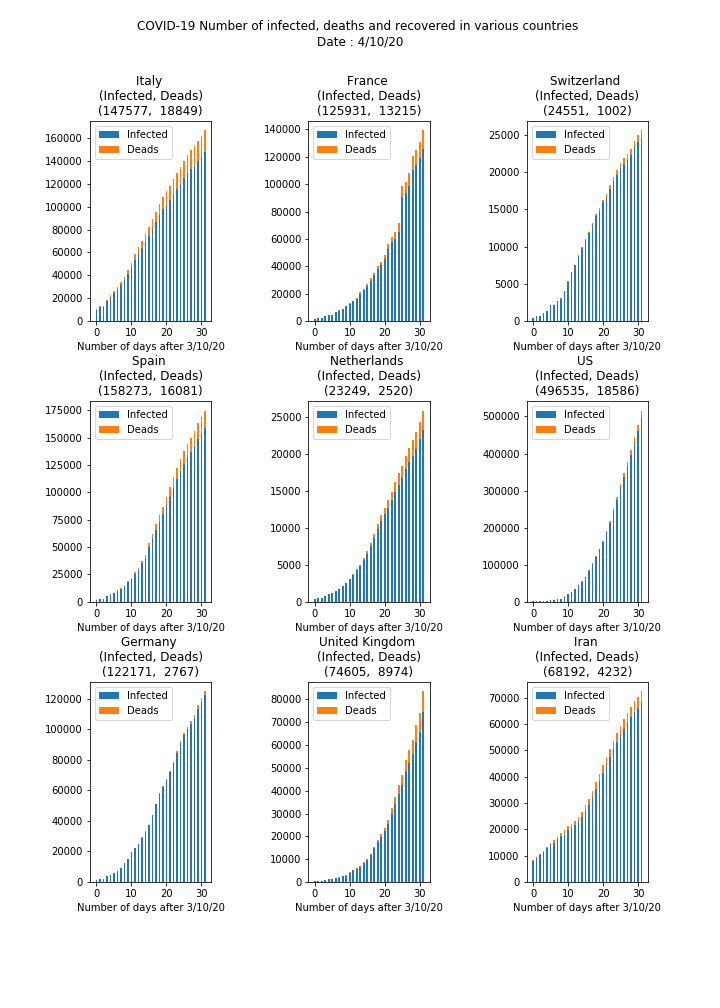 COVID-19 Number of infected, deaths and recovered in various countries
Date : 4/10/20
Italy
(Infected, Deads)
(147577,  18849)
160000
140000
120000
100000
80000
60000
40000
20000
0
Infected
Deads
0 10 20 30
Number of days after 3/10/20
France
(Infected, Deads)
(125931,  13215)
140000
120000
100000
80000
60000
40000
20000
0
Infected
Deads
0 10 20 30
Number of days after 3/10/20
Switzerland
(Infected, Deads)
(24551,  1002)
25000
20000
15000
10000
5000
0
Infected
Deads
0 10 20 30
Number of days after 3/10/20
Spain
(Infected, Deads)
(158273,  16081)
175000
150000
125000
100000
75000
50000
25000
0
Infected
Deads
0 10 20 30
Number of days after 3/10/20
Netherlands
(Infected, Deads)
(23249,  2520)
25000
20000
15000
10000
5000
0
Infected
Deads
0 10 20 30
Number of days after 3/10/20
US
(Infected, Deads)
(496535,  18586)
500000
400000
300000
200000
100000
0
Infected
Deads
0 10 20 30
Number of days after 3/10/20
Germany
(Infected, Deads)
(122171,  2767)
120000
100000
80000
60000
40000
20000
0
Infected
Deads
0 10 20 30
Number of days after 3/10/20
United Kingdom
(Infected, Deads)
(74605,  8974)
80000
70000
60000
50000
40000
30000
20000
10000
0
Infected
Deads
0 10 20 30
Number of days after 3/10/20
Iran
(Infected, Deads)
(68192,  4232)
70000
60000
50000
40000
30000
20000
10000
0
Infected
Deads
0 10 20 30
Number of days after 3/10/20